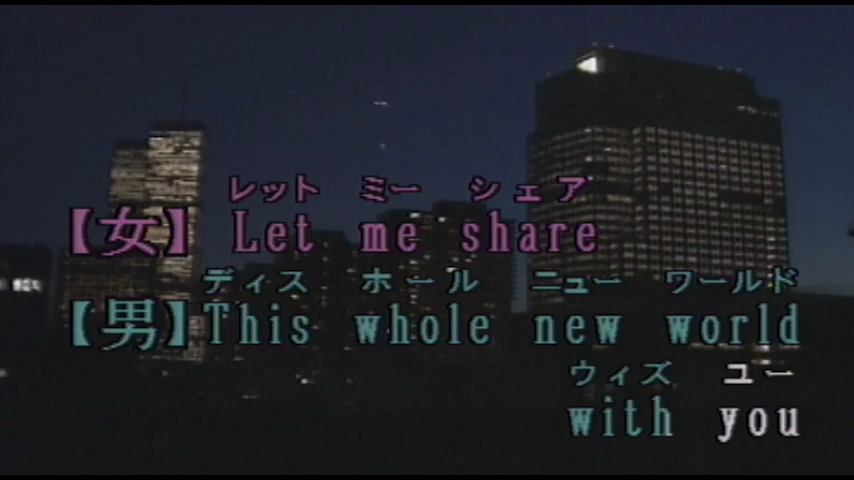 レット ミー シェア
【女】 Let me share
ディス ホール ニュー ワールド
【男】 This whole new world
ウィズ ユー
with you